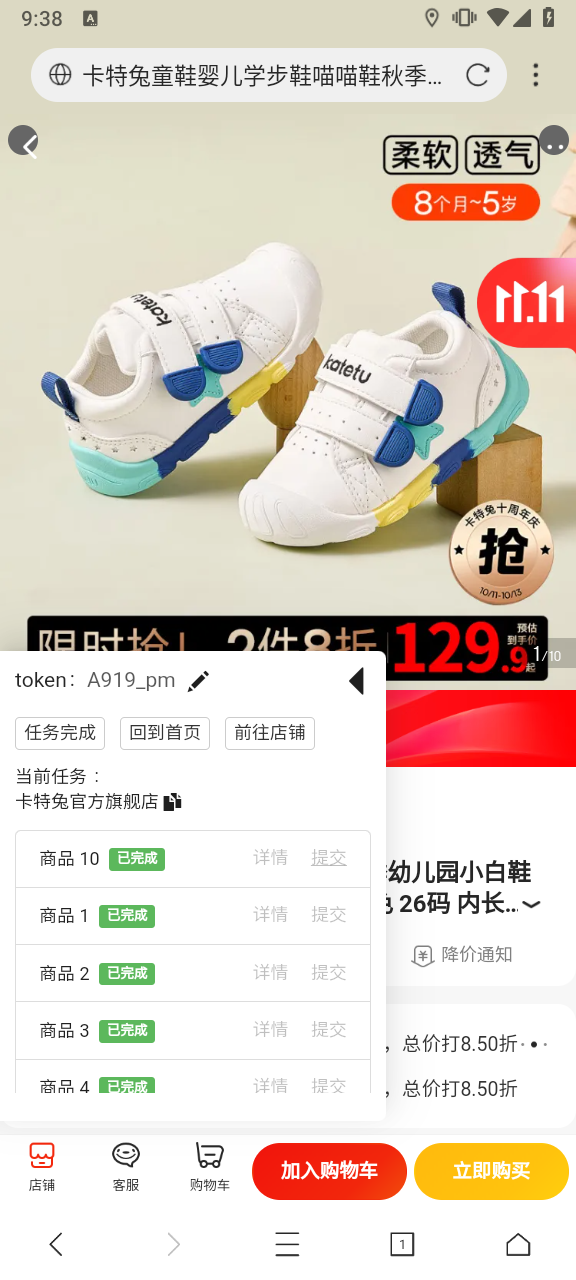 9:38
A
卡特兔童鞋婴儿学步鞋喵喵鞋秋季...
柔软 透气
8个月~5岁
11.11
katetu
katetu
卡特兔十周年庆
抢
10/11-10/13
限时抢! 2件8折 129.9起
预估
到手价
1/10
token: A919_pm
任务完成 回到首页 前往店铺
当前任务：
卡特兔官方旗舰店
商品 10 已完成 详情 提交
商品 1 已完成 详情 提交
商品 2 已完成 详情 提交
商品 3 已完成 详情 提交
商品 4 已完成 详情 提交
幼儿园小白鞋
26码 内长...
降价通知
，总价打8.50折
，总价打8.50折
店铺 客服 购物车 加入购物车 立即购买
1